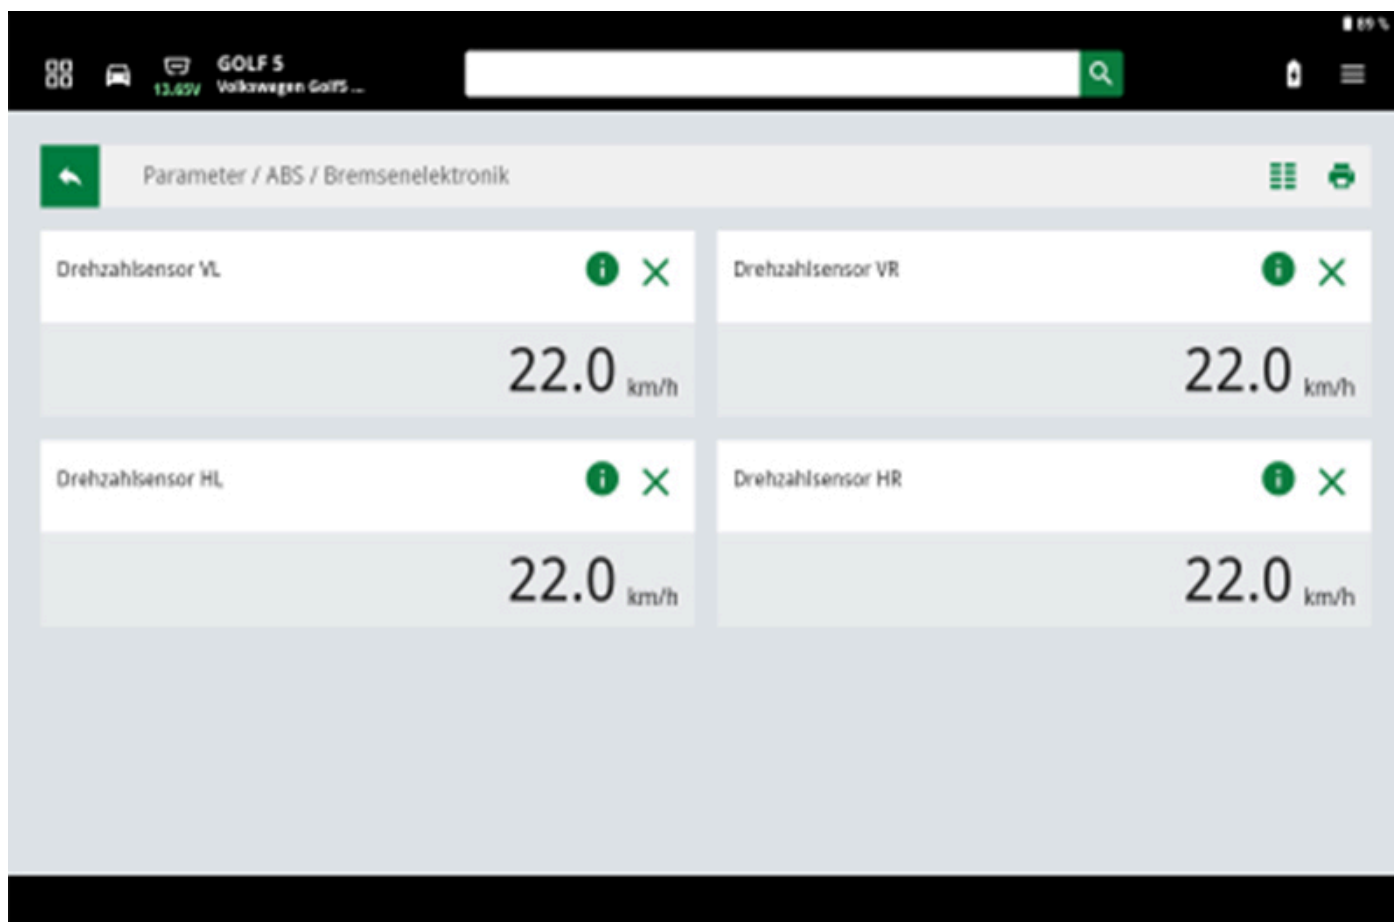 89 %
GOLF 5
13.65V
Volkswagen Golf5 ...
Parameter / ABS / Bremsenelektronik
Drehzahlsensor VL
Drehzahlsensor VR
22.0 km/h
22.0 km/h
Drehzahlsensor HL
Drehzahlsensor HR
22.0 km/h
22.0 km/h